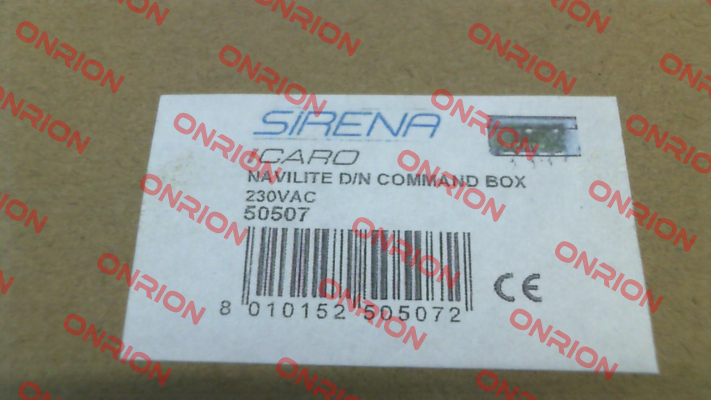 SIRENA
ICARO
NAVILITE D/N COMMAND BOX
230VAC
50507
CE
8 010152 505072
ONRION